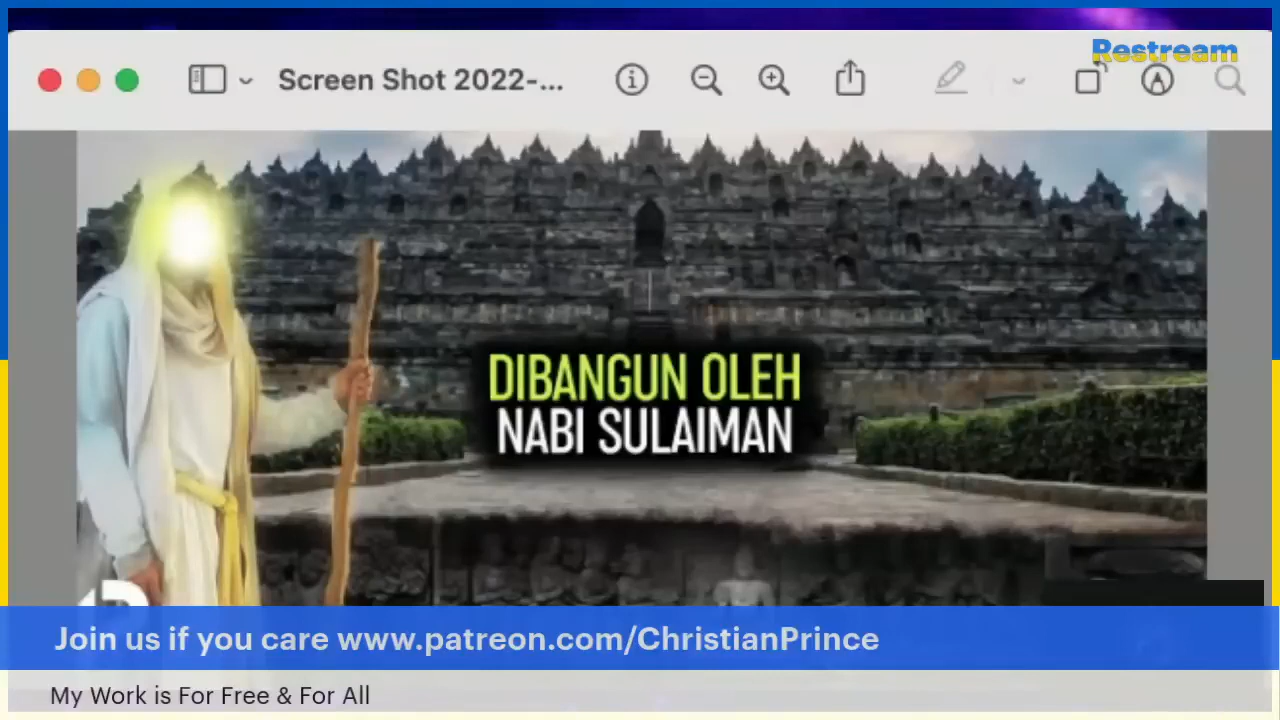 Restream
Screen Shot 2022-...
DIBANGUN OLEH
NABI SULAIMAN
Join us if you care www.patreon.com/ChristianPrince
My Work is For Free & For All